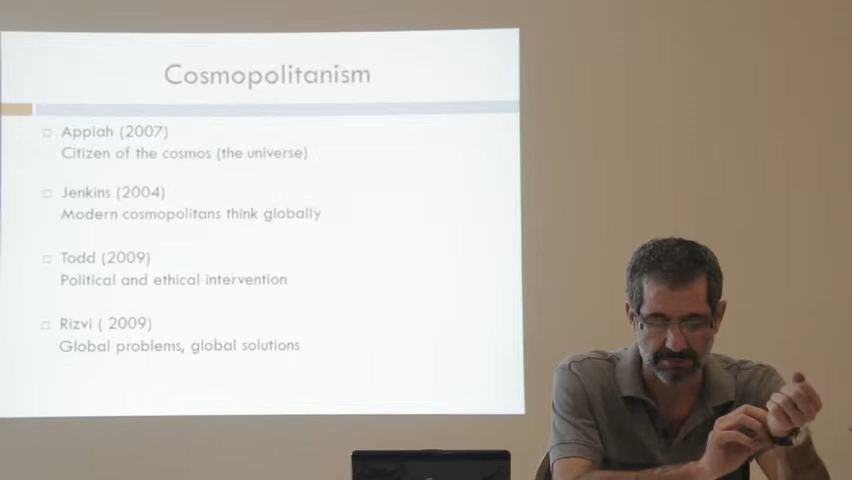 Cosmopolitanism
Appiah (2007)
Citizen of the cosmos (the universe)
Jenkins (2004)
Modern cosmopolitans think globally
Todd (2009)
Political and ethical intervention
Rizvi ( 2009)
Global problems, global solutions